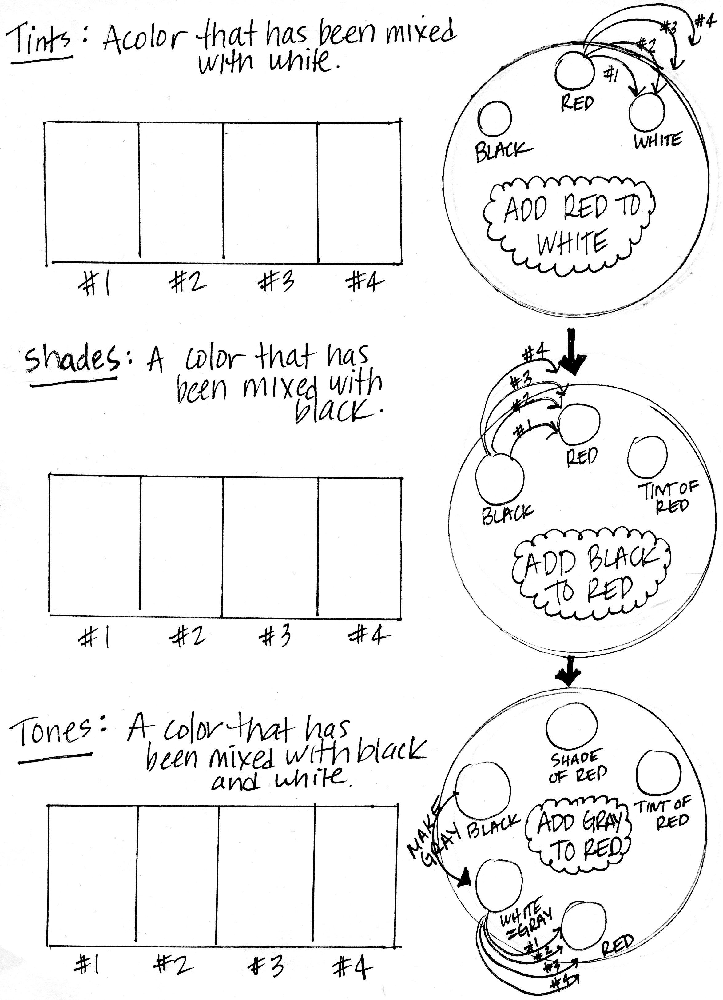 Tints: A color that has been mixed
with white.
#4
#3
#2
#1
RED
BLACK
WHITE
ADD RED TO
WHITE
#1 #2 #3 #4
Shades: A color that has
been mixed with
black.
#4
#3
#2
#1
RED
BLACK
TINT OF
RED
ADD BLACK
TO RED
#1 #2 #3 #4
Tones: A color that has
been mixed with black
and white.
SHADE
OF RED
TINT OF
RED
MAKE
GRAY
BLACK
ADD GRAY
TO RED
WHITE
=GRAY
RED
#1
#2
#3
#4
#1 #2 #3 #4